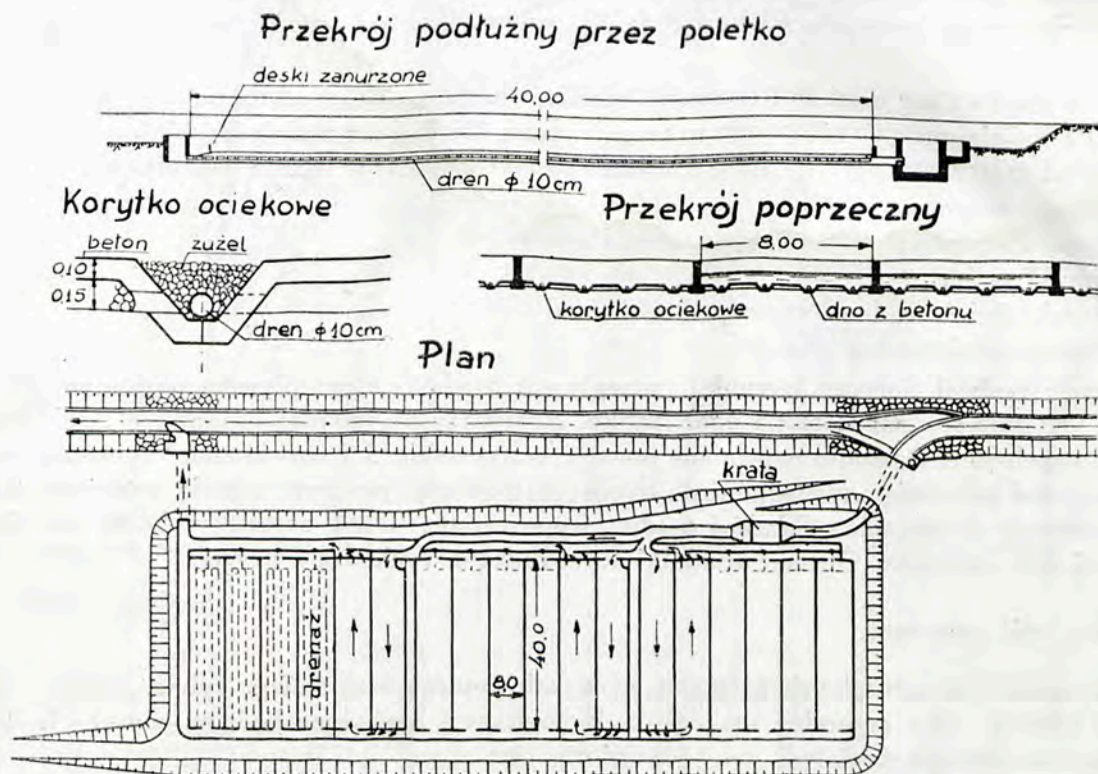 Przekrój podłużny przez poletko
deski zanurzone
40,00
dren ϕ 10cm
Korytko ociekowe
Przekrój poprzeczny
beton
żużel
8,00
0,10
0,15
dren ϕ 10cm
korytko ociekowe
dno z betonu
Plan
krata
drenaż
40,0
80